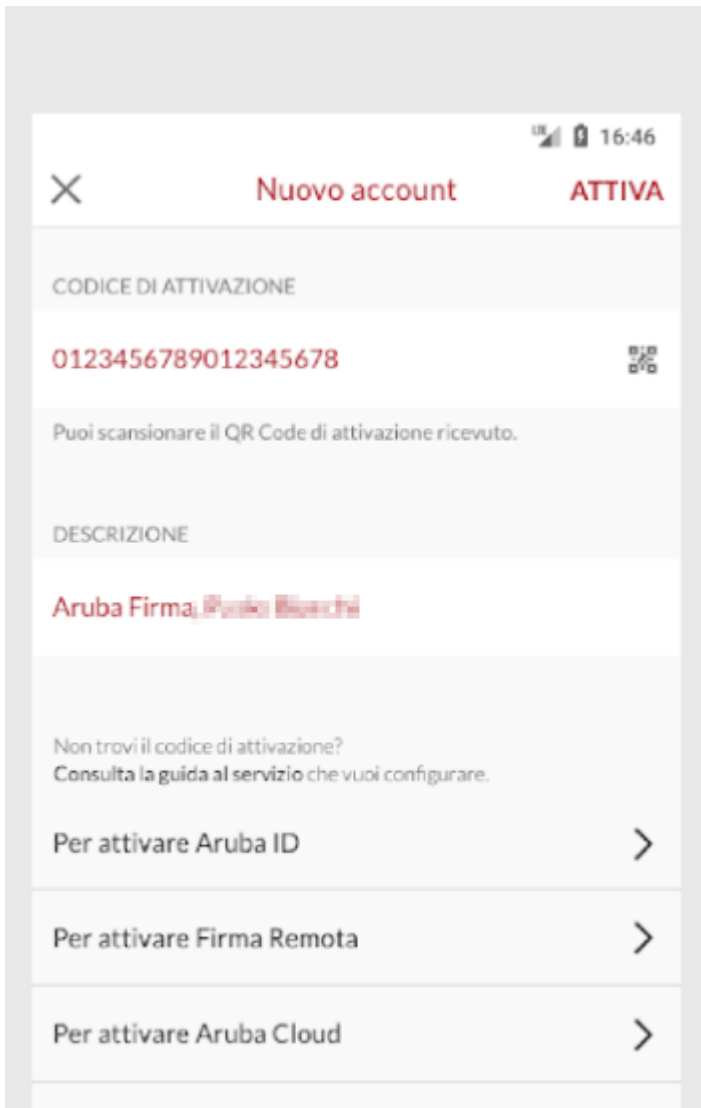 LTE 16:46
Nuovo account ATTIVA
CODICE DI ATTIVAZIONE
0123456789012345678
Puoi scansionare il QR Code di attivazione ricevuto.
DESCRIZIONE
Aruba Firma,
Non trovi il codice di attivazione?
Consulta la guida al servizio che vuoi configurare.
Per attivare Aruba ID
Per attivare Firma Remota
Per attivare Aruba Cloud